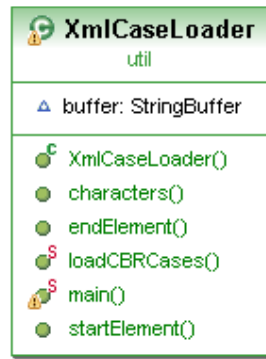 XmlCaseLoader
util
buffer: StringBuffer
XmlCaseLoader()
characters()
endElement()
loadCBRCases()
main()
startElement()